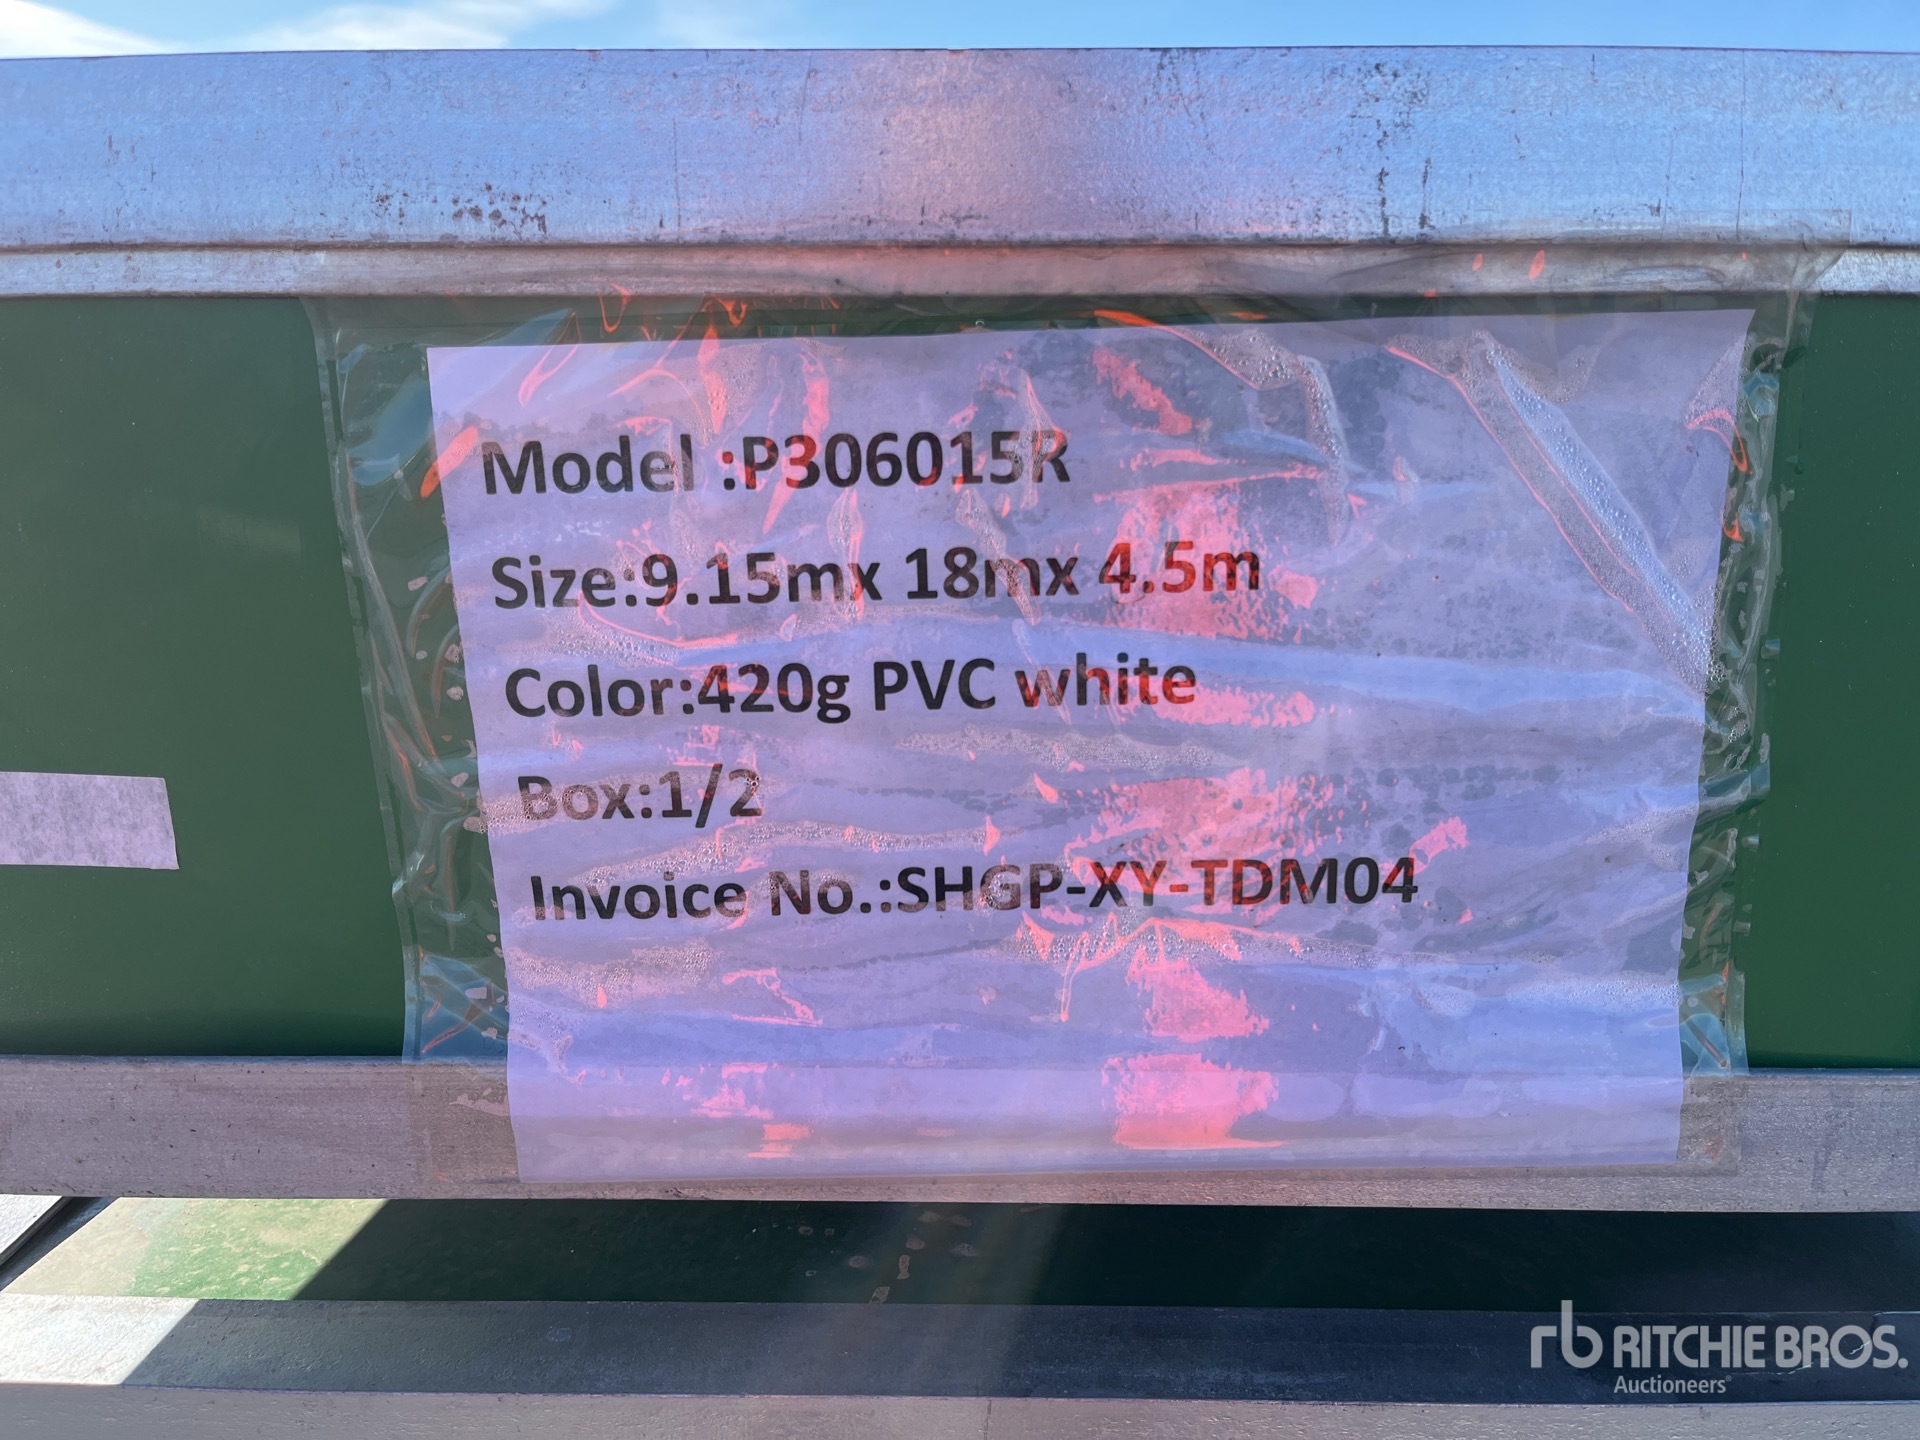 Model :P306015R
Size:9.15mx 18mx 4.5m
Color:420g PVC white
Box:1/2
Invoice No.:SHGP-XY-TDM04
rb RITCHIE BROS.
Auctioneers